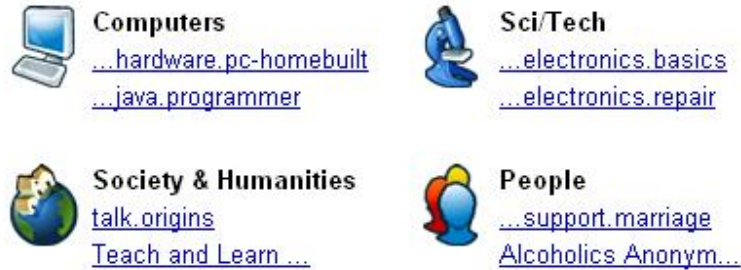 Computers
...hardware.pc-homebuilt
...java.programmer
Sci/Tech
...electronics.basics
...electronics.repair
Society & Humanities
talk.origins
Teach and Learn ...
People
...support.marriage
Alcoholics Anonym...